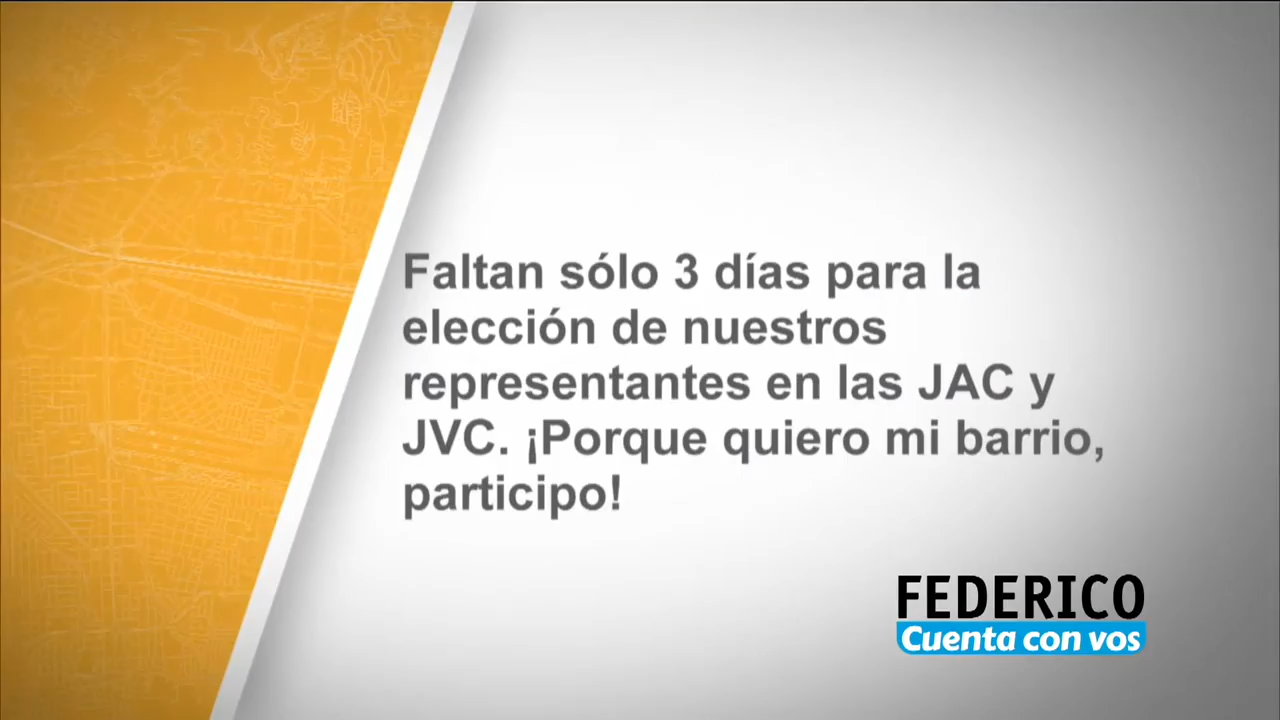 Faltan sólo 3 días para la
elección de nuestros
representantes en las JAC y
JVC. ¡Porque quiero mi barrio,
participo!
FEDERICO
Cuenta con vos